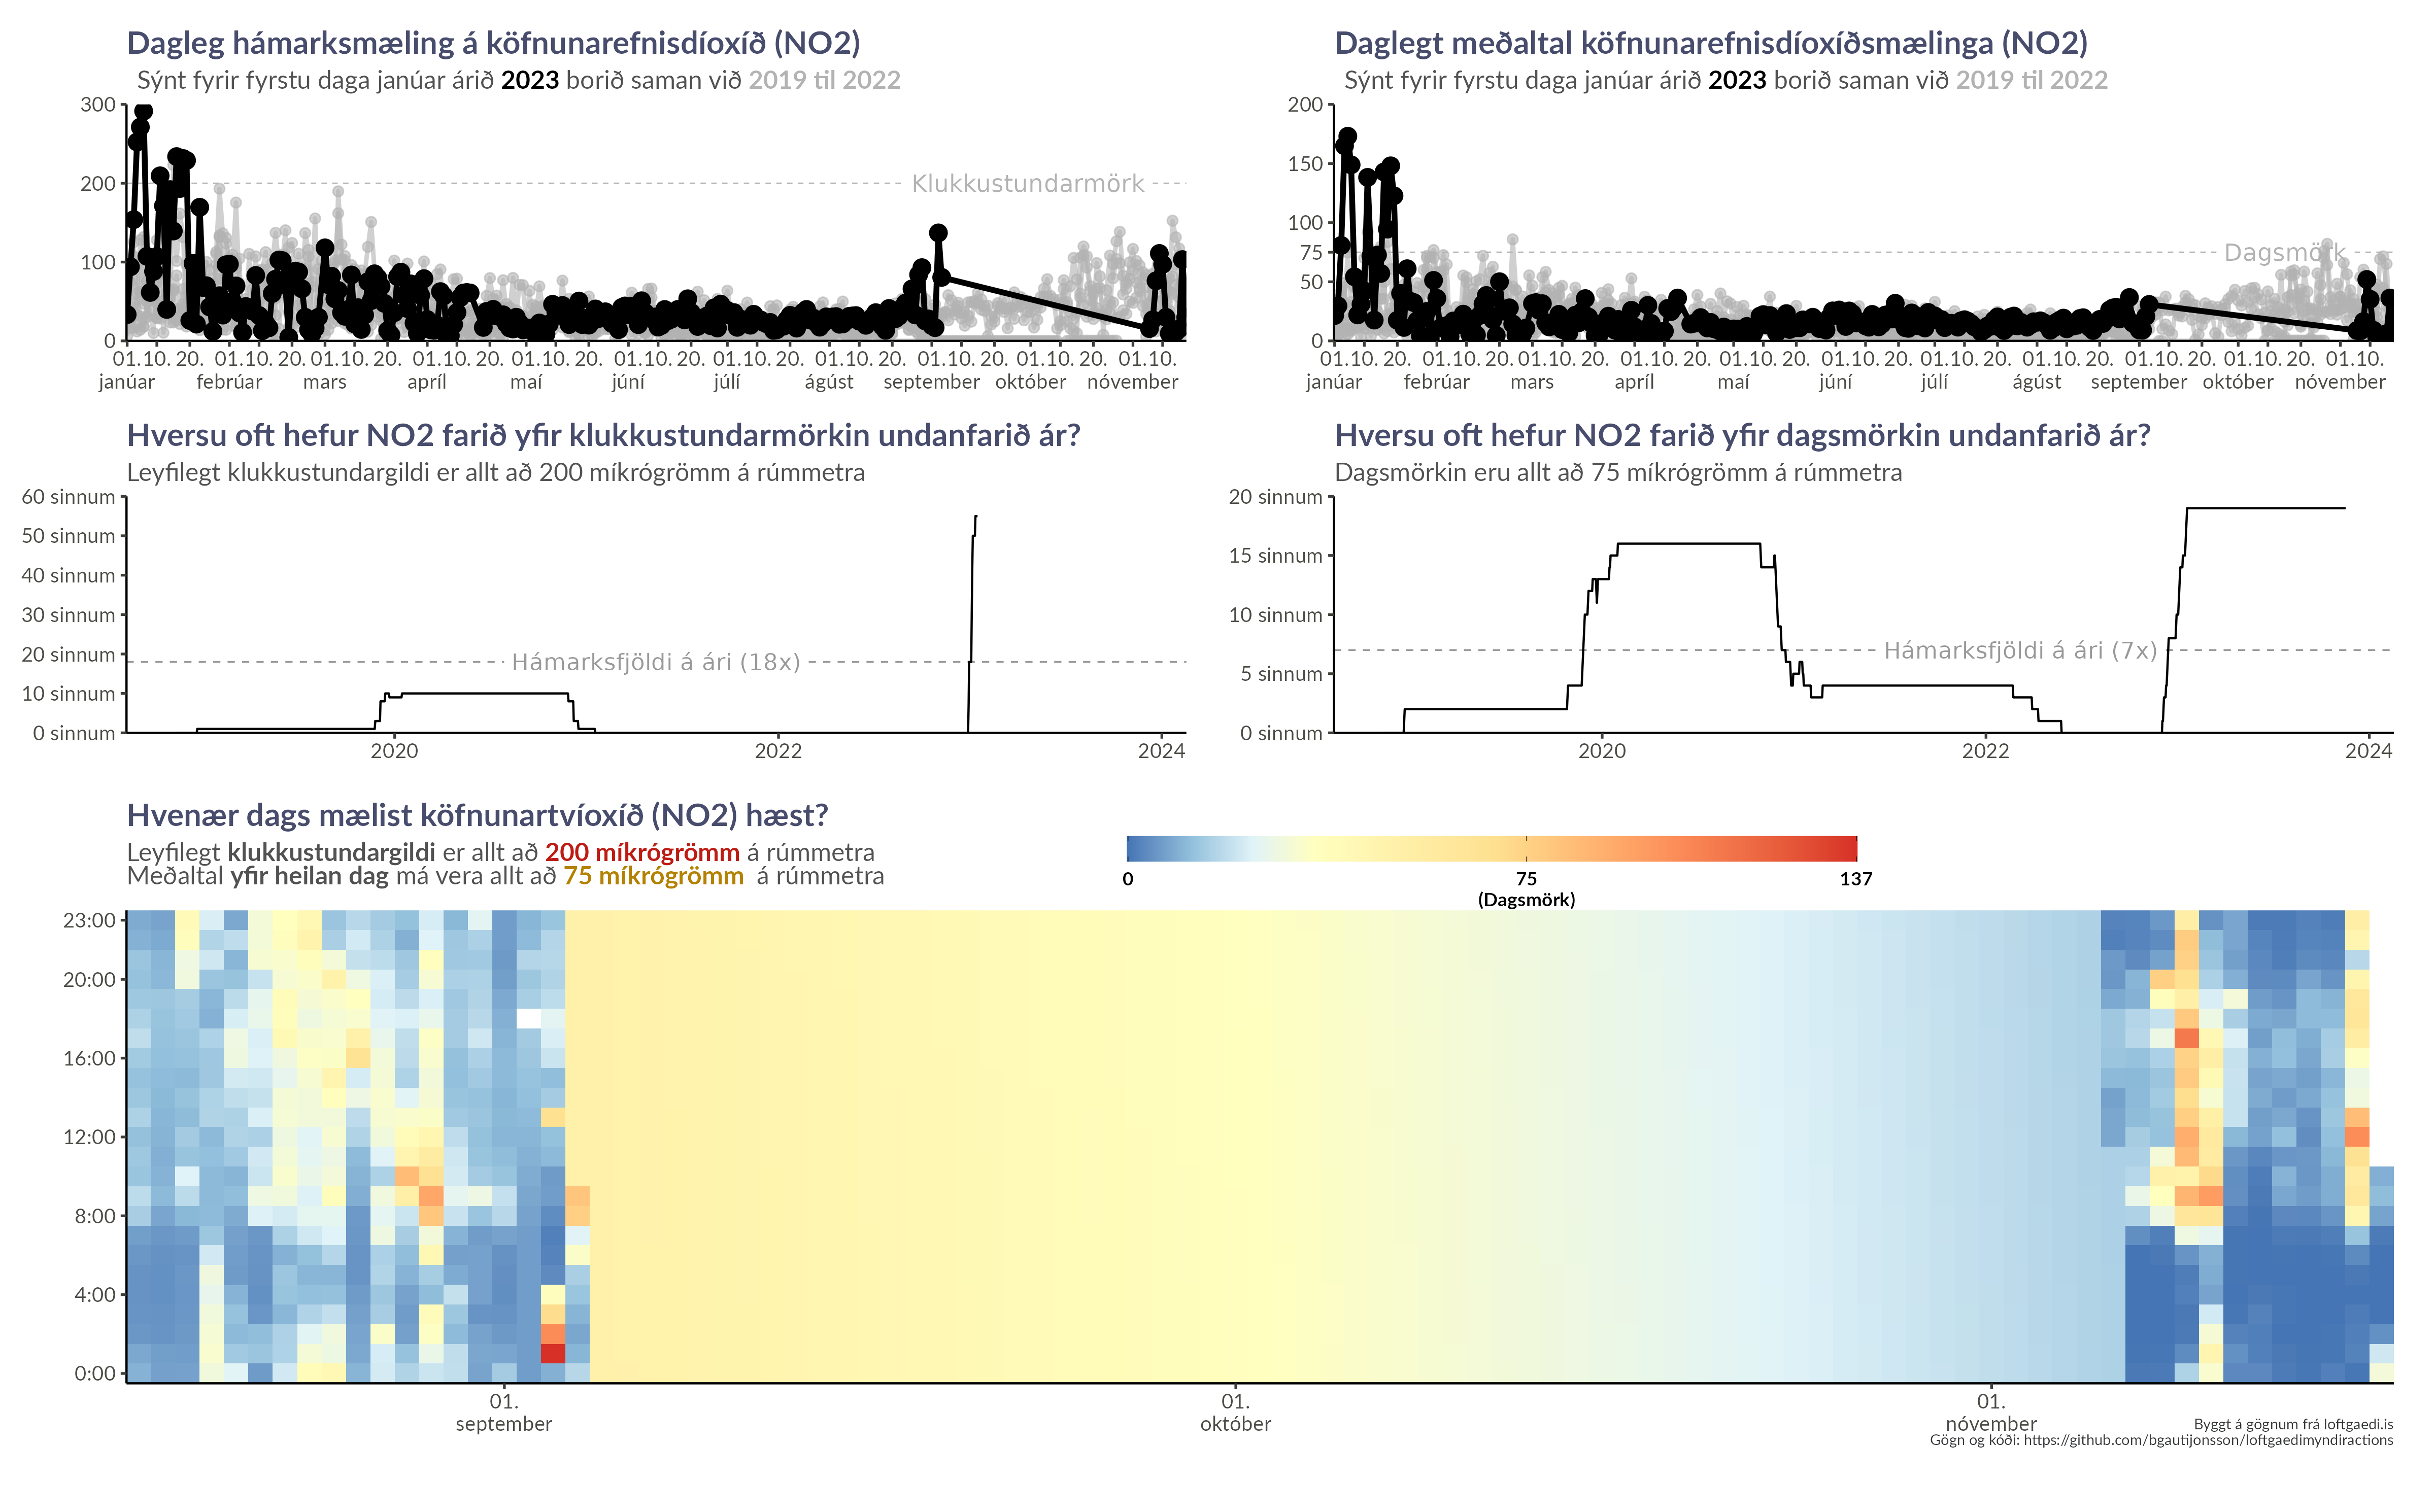 Dagleg hámarksmæling á köfnunarefnisdíoxíð (NO2)
Sýnt fyrir fyrstu daga janúar árið 2023 borið saman við 2019 til 2022
300
200
100
0
Klukkustundarmörk
01. 10. 20. 01. 10. 20. 01. 10. 20. 01. 10. 20. 01. 10. 20. 01. 10. 20. 01. 10. 20. 01. 10. 20. 01. 10. 20. 01. 10. 20. 01. 10.
janúar febrúar mars apríl maí júní júlí ágúst september október nóvember
Daglegt meðaltal köfnunarefnisdíoxíðsmælinga (NO2)
Sýnt fyrir fyrstu daga janúar árið 2023 borið saman við 2019 til 2022
200
150
100
75
50
0
Dagsmörk
01. 10. 20. 01. 10. 20. 01. 10. 20. 01. 10. 20. 01. 10. 20. 01. 10. 20. 01. 10. 20. 01. 10. 20. 01. 10. 20. 01. 10. 20. 01. 10.
janúar febrúar mars apríl maí júní júlí ágúst september október nóvember
Hversu oft hefur NO2 farið yfir klukkustundarmörkin undanfarið ár?
Leyfilegt klukkustundargildi er allt að 200 míkrógrömm á rúmmetra
60 sinnum
50 sinnum
40 sinnum
30 sinnum
20 sinnum
10 sinnum
0 sinnum
Hámarksfjöldi á ári (18x)
2020 2022 2024
Hversu oft hefur NO2 farið yfir dagsmörkin undanfarið ár?
Dagsmörkin eru allt að 75 míkrógrömm á rúmmetra
20 sinnum
15 sinnum
10 sinnum
5 sinnum
0 sinnum
Hámarksfjöldi á ári (7x)
2020 2022 2024
Hvenær dags mælist köfnunartvíoxíð (NO2) hæst?
Leyfilegt klukkustundargildi er allt að 200 míkrógrömm á rúmmetra
Meðaltal yfir heilan dag má vera allt að 75 míkrógrömm á rúmmetra
0 75 137
(Dagsmörk)
23:00
20:00
16:00
12:00
8:00
4:00
0:00
01. 01. 01.
september október nóvember
Byggt á gögnum frá loftgaedi.is
Gögn og kóði: https://github.com/bgautijonsson/loftgaedimyndiractions